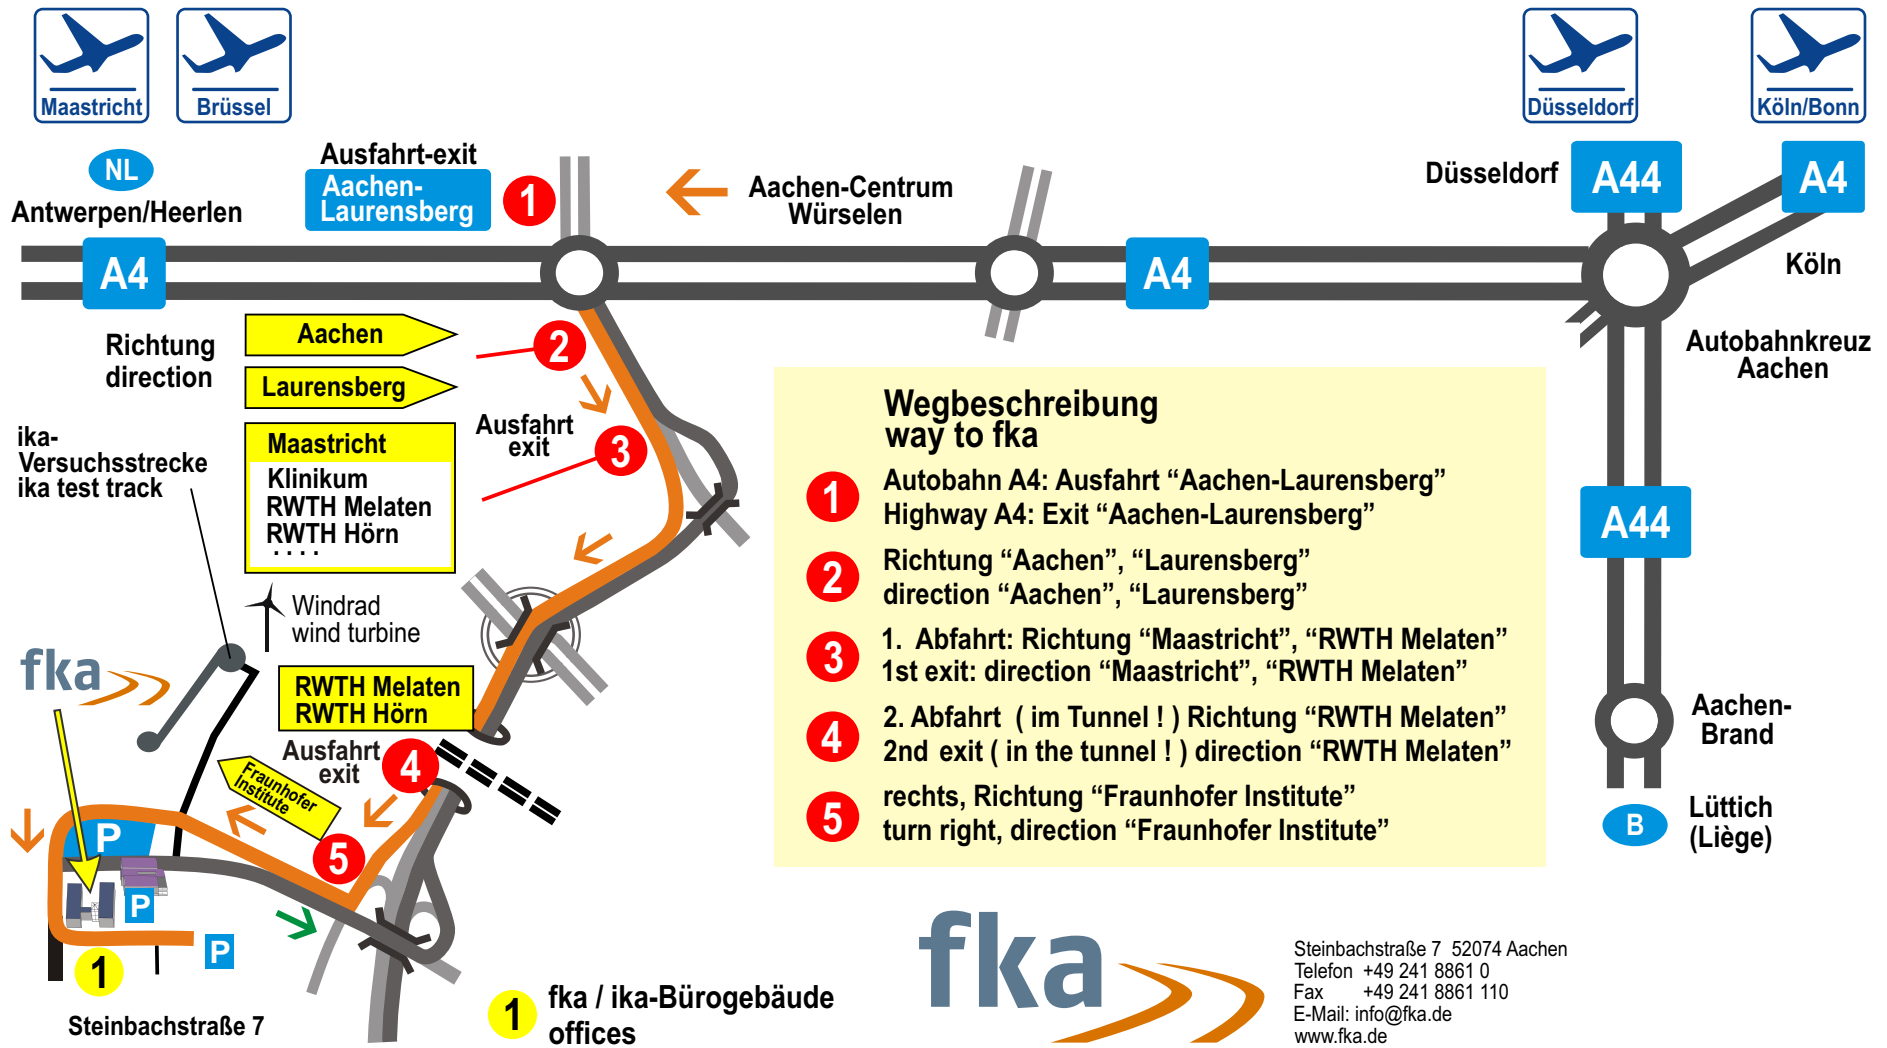 Maastricht
Brüssel
Düsseldorf
Köln/Bonn
NL
Antwerpen/Heerlen
A4
Ausfahrt-exit
Aachen-
Laurensberg
1
Aachen-Centrum
Würselen
A4
Düsseldorf
A44
A4
Köln
Autobahnkreuz
Aachen
A44
Aachen-
Brand
B
Lüttich
(Liège)
Richtung
direction
Aachen
Laurensberg
2
Maastricht
Klinikum
RWTH Melaten
RWTH Hörn
. . . .
Ausfahrt
exit
3
ika-
Versuchsstrecke
ika test track
Windrad
wind turbine
fka
RWTH Melaten
RWTH Hörn
Ausfahrt
exit
4
Fraunhofer
Institute
5
P
P
P
1
Steinbachstraße 7
1
fka / ika-Bürogebäude
offices
Wegbeschreibung
way to fka
1
Autobahn A4: Ausfahrt “Aachen-Laurensberg”
Highway A4: Exit “Aachen-Laurensberg”
2
Richtung “Aachen”, “Laurensberg”
direction “Aachen”, “Laurensberg”
3
1. Abfahrt: Richtung “Maastricht”, “RWTH Melaten”
1st exit: direction “Maastricht”, “RWTH Melaten”
4
2. Abfahrt ( im Tunnel ! ) Richtung “RWTH Melaten”
2nd exit ( in the tunnel ! ) direction “RWTH Melaten”
5
rechts, Richtung “Fraunhofer Institute”
turn right, direction “Fraunhofer Institute”
fka
Steinbachstraße 7 52074 Aachen
Telefon +49 241 8861 0
Fax +49 241 8861 110
E-Mail: info@fka.de
www.fka.de